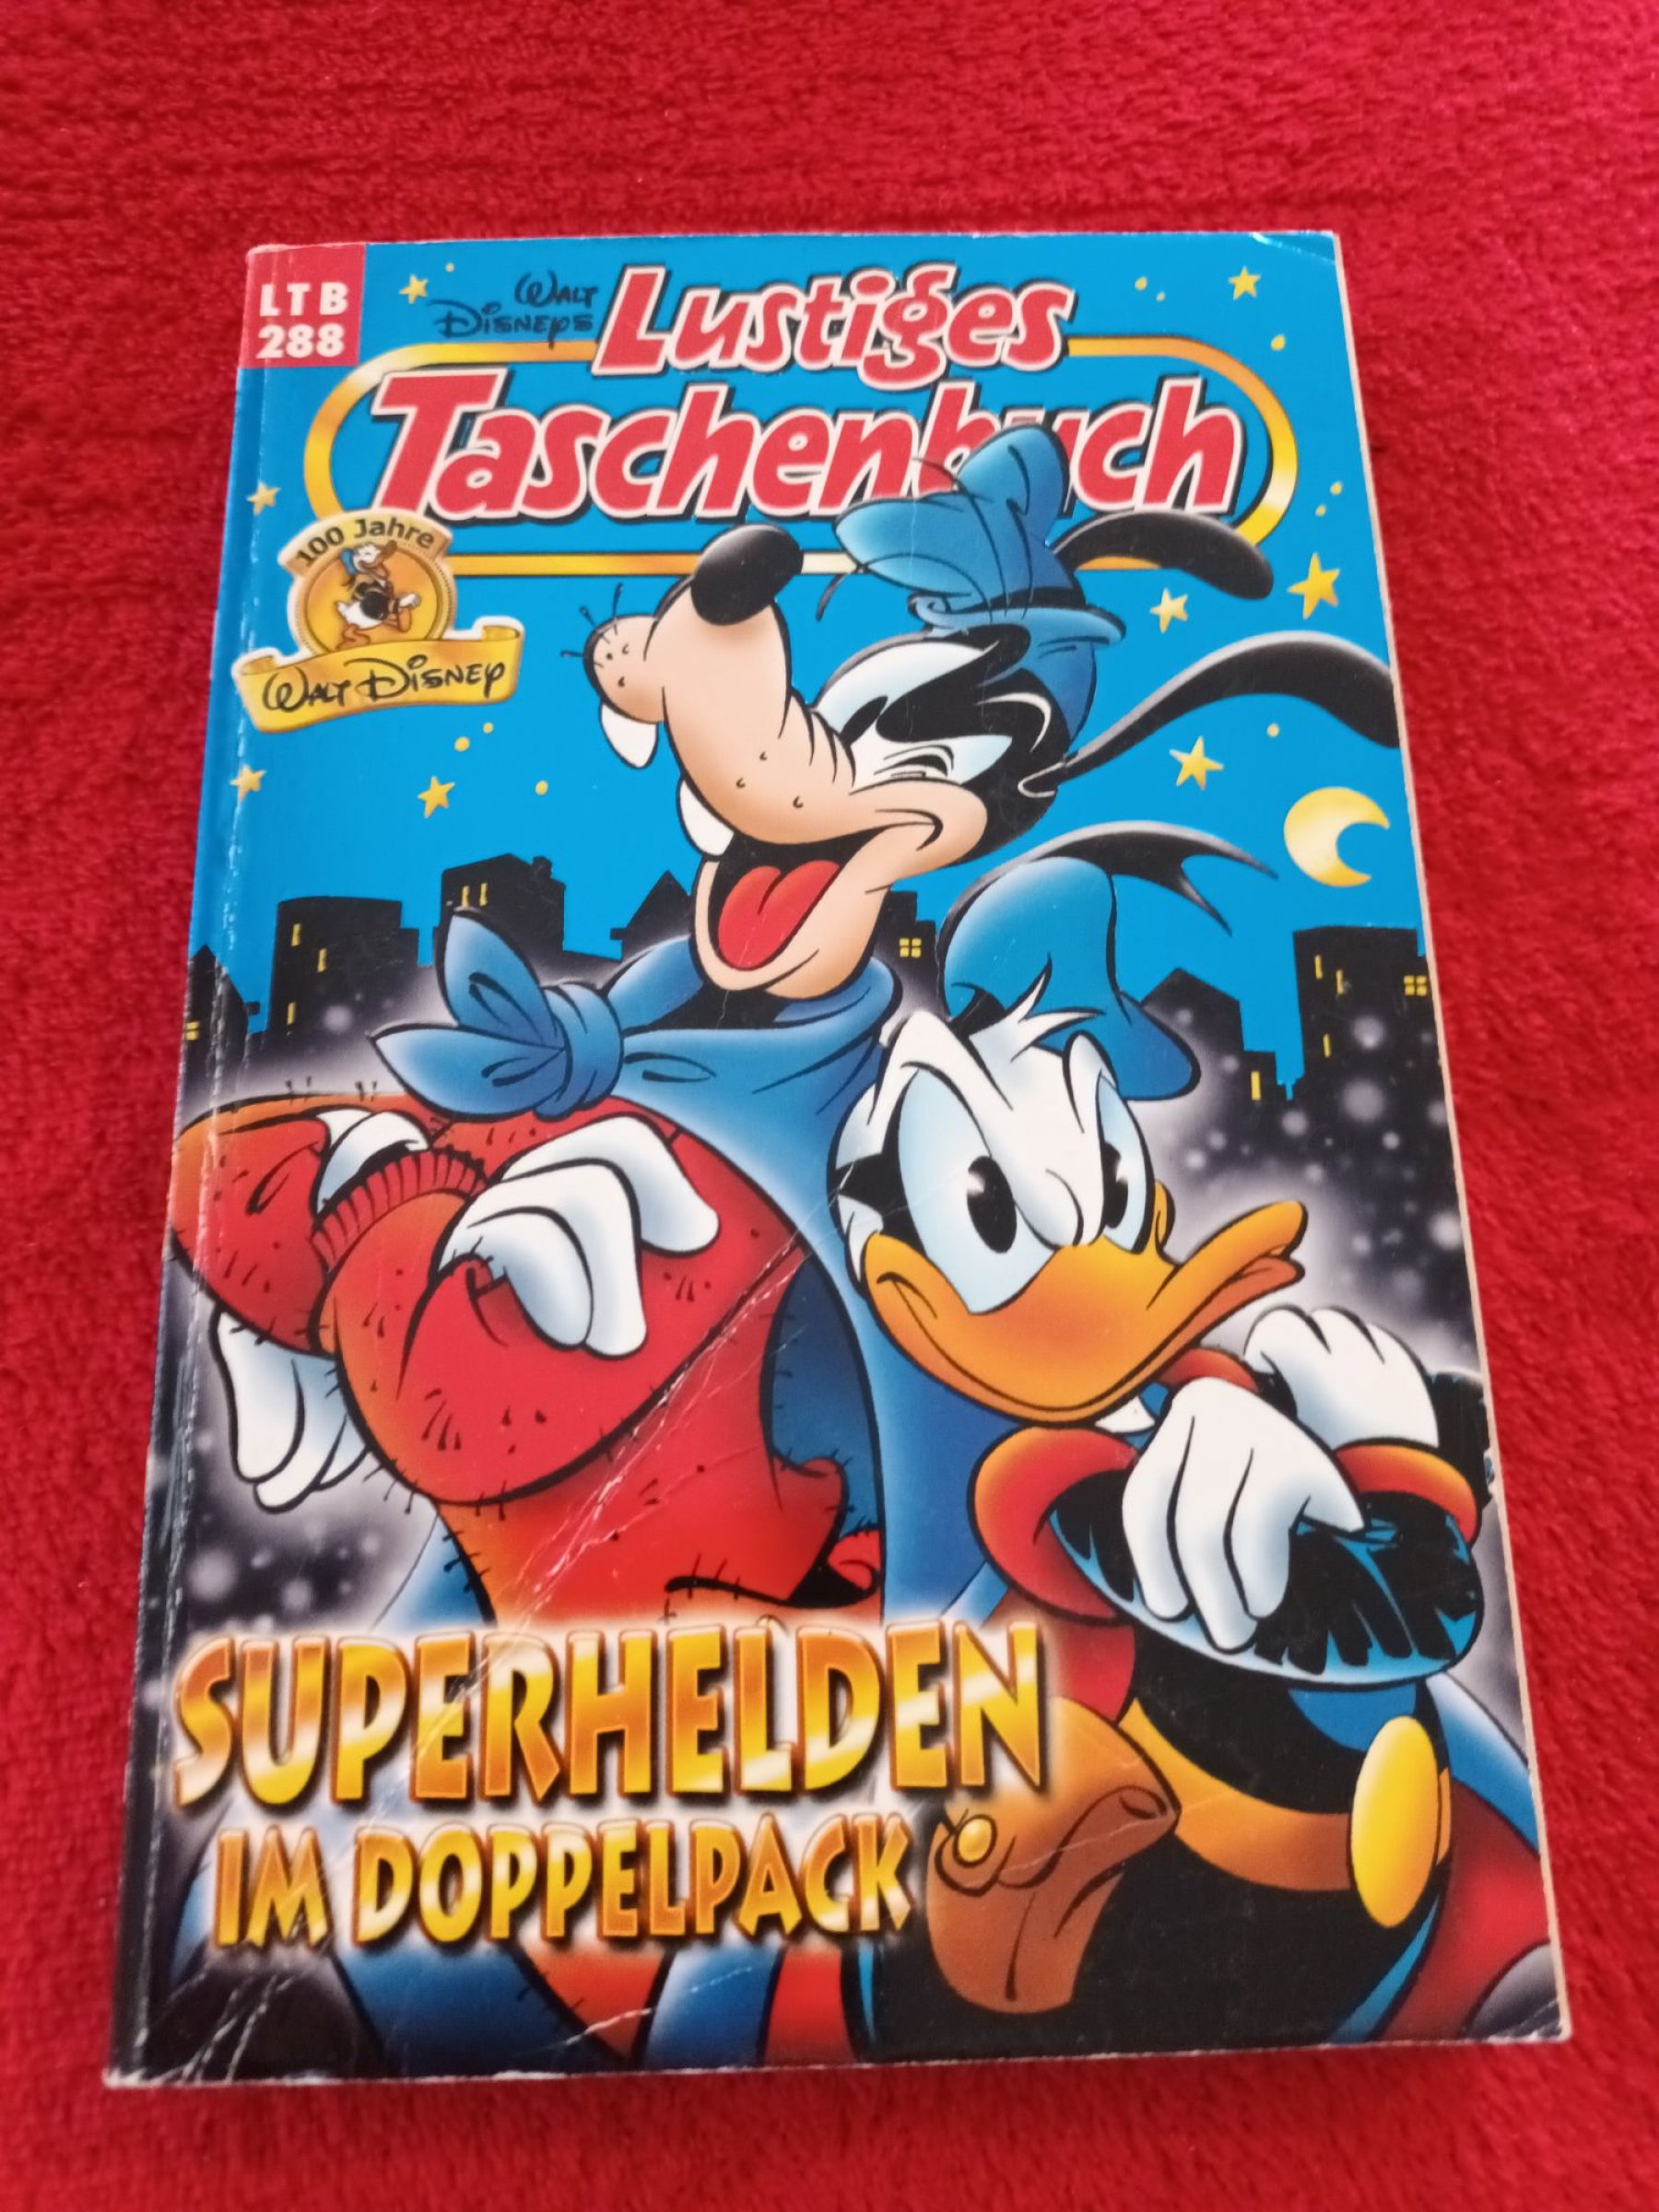 LTB
288
WALT
DISNEYS
Lustiges
Taschenbuch
100 Jahre
WALT DISNEY
SUPERHELDEN
IM DOPPELPACK